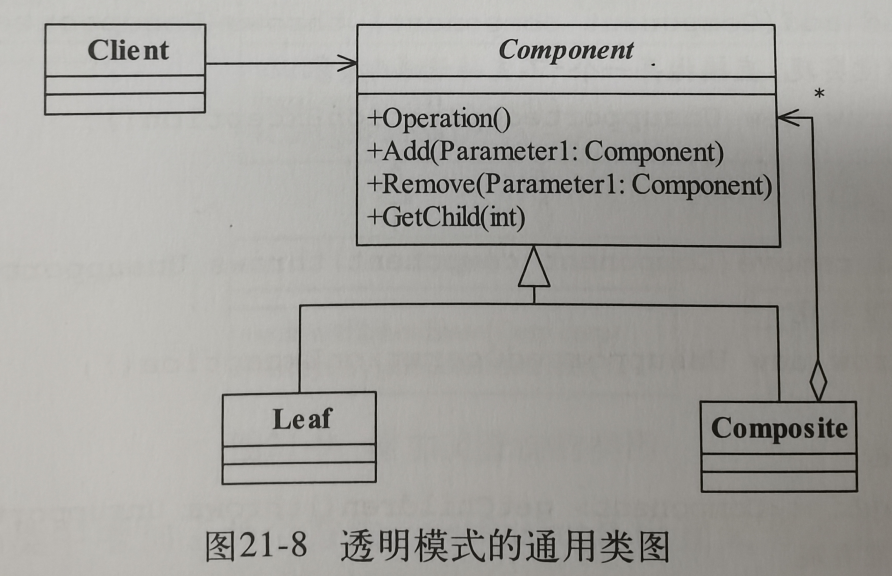 Client
Component
+Operation()
+Add(Parameter1: Component)
+Remove(Parameter1: Component)
+GetChild(int)
*
Leaf
Composite
图21-8 透明模式的通用类图